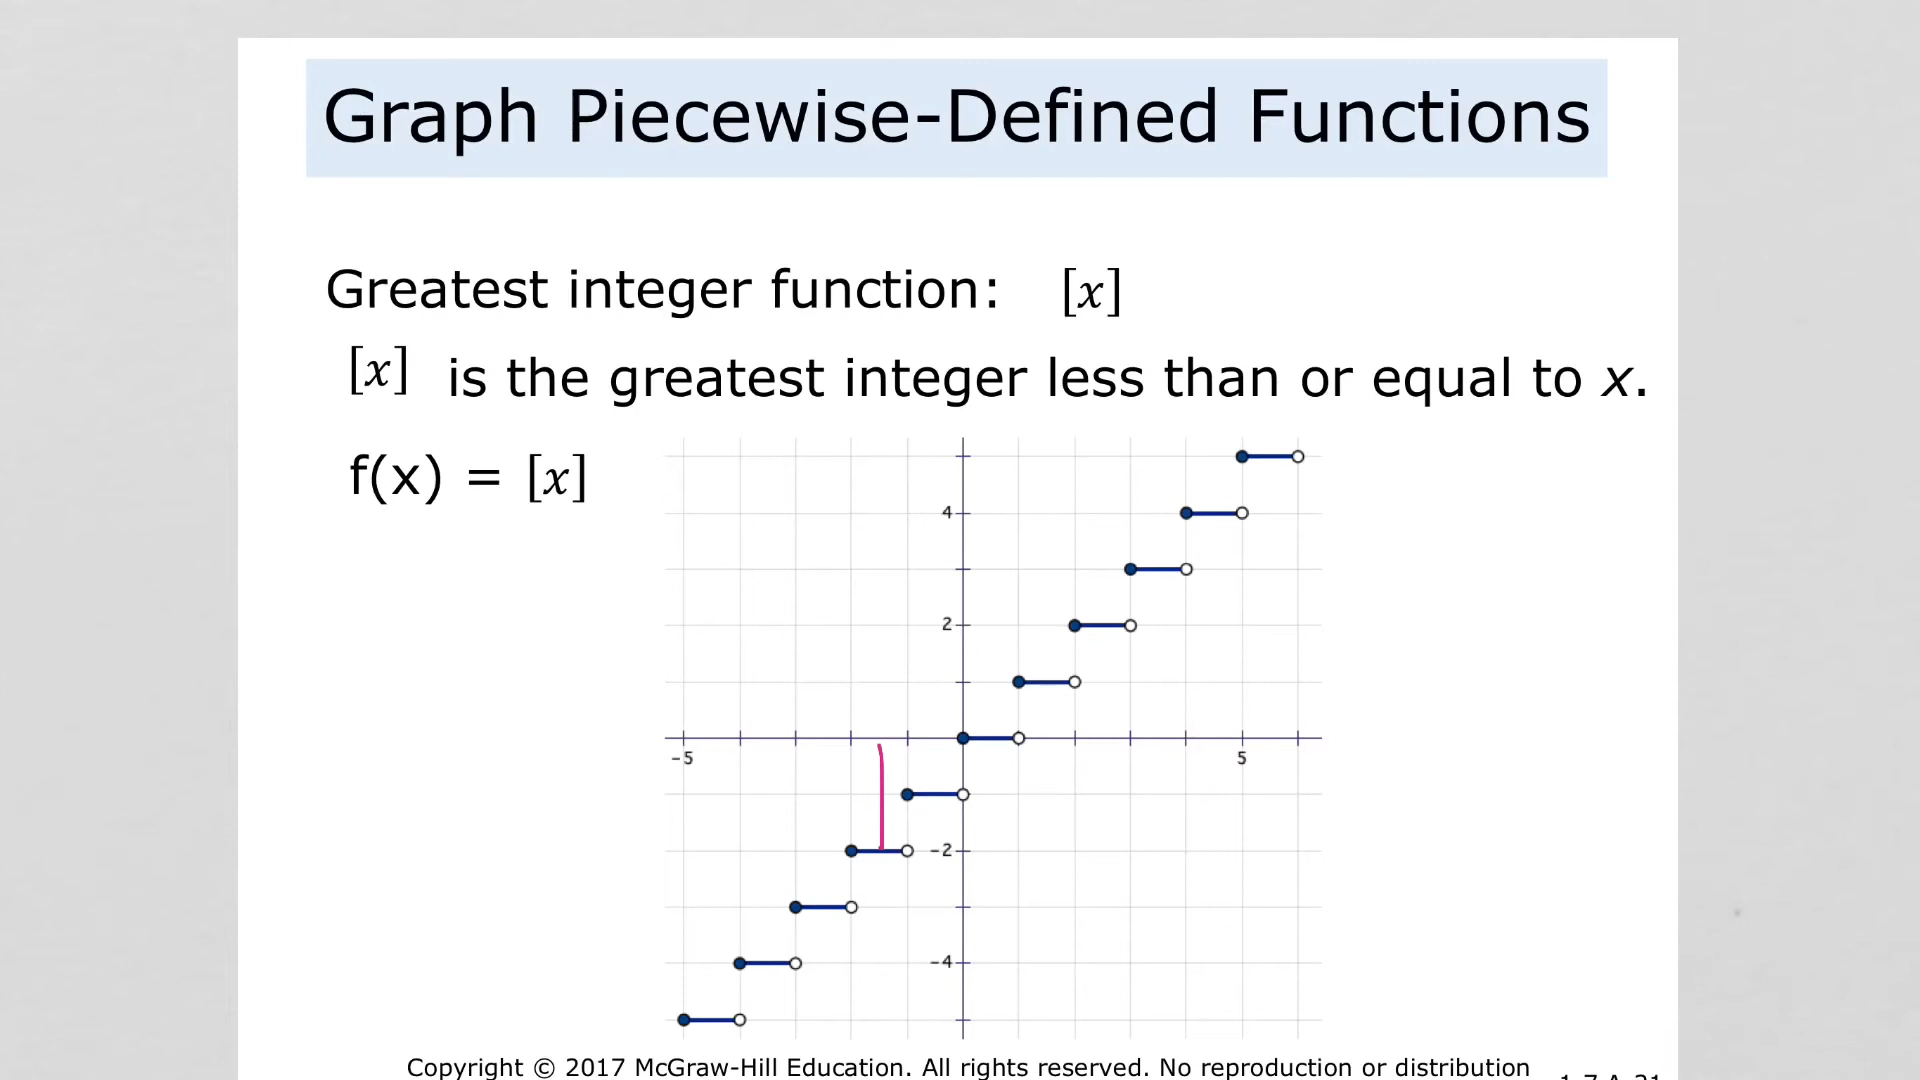 Graph Piecewise-Defined Functions
Greatest integer function: [x]
[x] is the greatest integer less than or equal to x.
f(x) = [x]
4
2
-5
5
-2
-4
Copyright © 2017 McGraw-Hill Education. All rights reserved. No reproduction or distribution